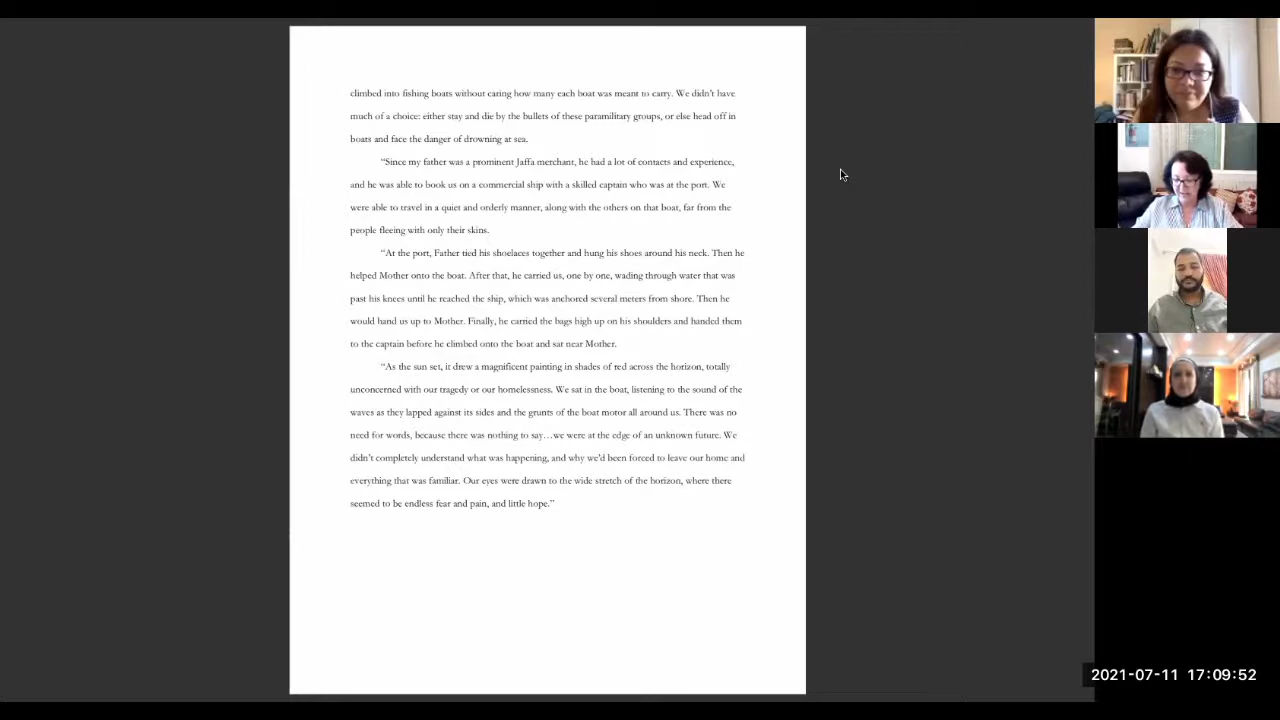 climbed into fishing boats without caring how many each boat was meant to carry. We didn't have
much of a choice: either stay and die by the bullets of these paramilitary groups, or else head off in
boats and face the danger of drowning at sea.
“Since my father was a prominent Jaffa merchant, he had a lot of contacts and experience,
and he was able to book us on a commercial ship with a skilled captain who was at the port. We
were able to travel in a quiet and orderly manner, along with the others on that boat, far from the
people fleeing with only their skins.
“At the port, Father tied his shoelaces together and hung his shoes around his neck. Then he
helped Mother onto the boat. After that, he carried us, one by one, wading through water that was
past his knees until he reached the ship, which was anchored several meters from shore. Then he
would hand us up to Mother. Finally, he carried the bags high up on his shoulders and handed them
to the captain before he climbed onto the boat and sat near Mother.
“As the sun set, it drew a magnificent painting in shades of red across the horizon, totally
unconcerned with our tragedy or our homelessness. We sat in the boat, listening to the sound of the
waves as they lapped against its sides and the grunts of the boat motor all around us. There was no
need for words, because there was nothing to say…we were at the edge of an unknown future. We
didn't completely understand what was happening, and why we'd been forced to leave our home and
everything that was familiar. Our eyes were drawn to the wide stretch of the horizon, where there
seemed to be endless fear and pain, and little hope.”
2021-07-11 17:09:52